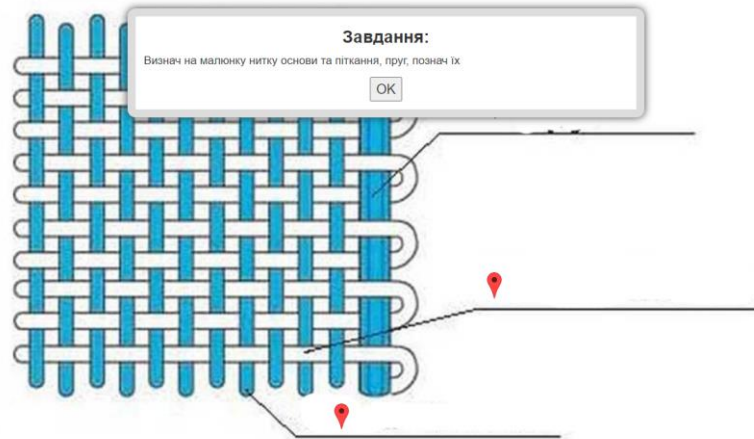 Завдання:
Визнач на малюнку нитку основи та піткання, пруг, познач їх
OK